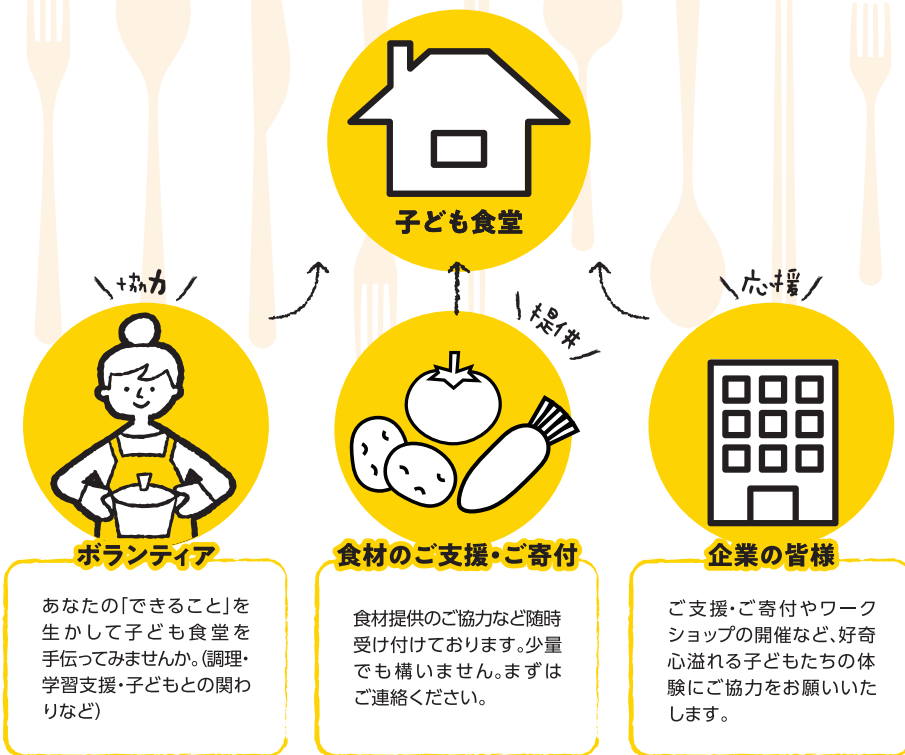 子ども食堂
協力
提供
応援
ボランティア
あなたの「できること」を
生かして子ども食堂を
手伝ってみませんか。(調理・
学習支援・子どもとの関わ
りなど)
食材のご支援・ご寄付
食材提供のご協力など随時
受け付けております。少量
でも構いません。まずは
ご連絡ください。
企業の皆様
ご支援・ご寄付やワーク
ショップの開催など、好奇
心溢れる子どもたちの体
験にご協力をお願いいた
します。